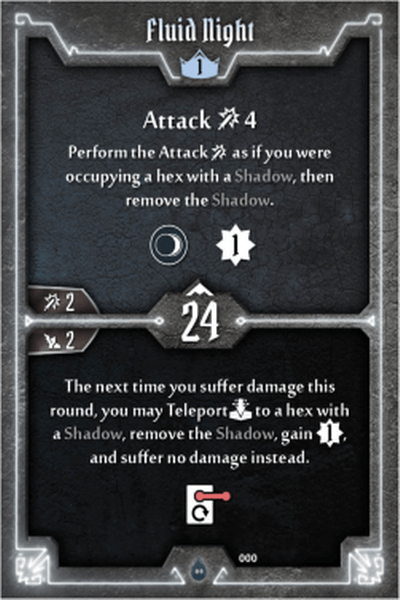 Fluid Night
1
Attack 4
Perform the Attack as if you were
occupying a hex with a Shadow, then
remove the Shadow.
1
2
24
2
The next time you suffer damage this
round, you may Teleport to a hex with
a Shadow, remove the Shadow, gain 1,
and suffer no damage instead.
000